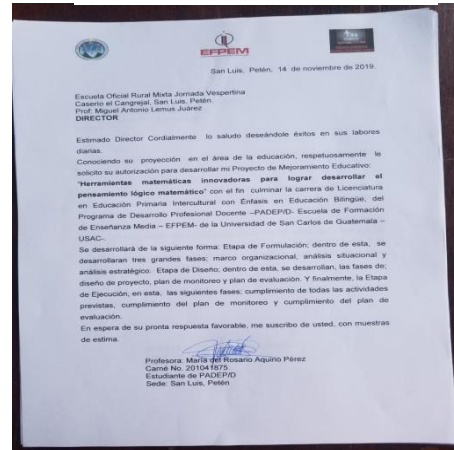 EFPEM
San Luis, Petén, 14 de noviembre de 2019.
Escuela Oficial Rural Mixta Jornada Vespertina
Caserío el Cangrejal, San Luis, Petén.
Prof: Miguel Antonio Lemus Juárez
DIRECTOR
Estimado Director Cordialmente lo saludo deseándole éxitos en sus labores
diarias.
Conociendo su proyección en el área de la educación, respetuosamente le
solicito su autorización para desarrollar mi Proyecto de Mejoramiento Educativo:
"Herramientas matemáticas innovadoras para lograr desarrollar el
pensamiento lógico matemático" con el fin culminar la carrera de Licenciatura
en Educación Primaria Intercultural con Énfasis en Educación Bilingüe, del
Programa de Desarrollo Profesional Docente –PADEP/D- Escuela de Formación
de Enseñanza Media – EFPEM- de la Universidad de San Carlos de Guatemala –
USAC-.
Se desarrollará de la siguiente forma: Etapa de Formulación; dentro de esta, se
desarrollaran tres grandes fases; marco organizacional, análisis situacional y
análisis estratégico. Etapa de Diseño; dentro de esta, se desarrollan, las fases de;
diseño de proyecto, plan de monitoreo y plan de evaluación. Y finalmente, la Etapa
de Ejecución; en esta, las siguientes fases; cumplimiento de todas las actividades
previstas, cumplimiento del plan de monitoreo y cumplimiento del plan de
evaluación.
En espera de su pronta respuesta favorable, me suscribo de usted, con muestras
de estima.
Profesora: María del Rosario Aquino Pérez
Carné No. 201041875
Estudiante de PADEP/D
Sede: San Luis, Petén